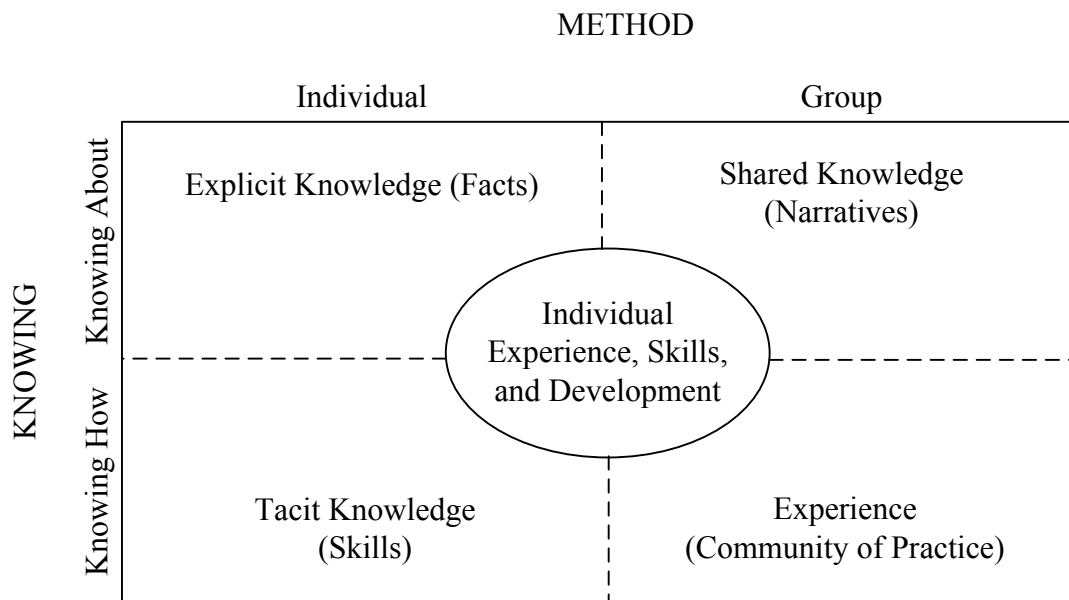 METHOD
Individual
Group
KNOWING
Knowing About
Explicit Knowledge (Facts)
Shared Knowledge
(Narratives)
Individual
Experience, Skills,
and Development
Knowing How
Tacit Knowledge
(Skills)
Experience
(Community of Practice)